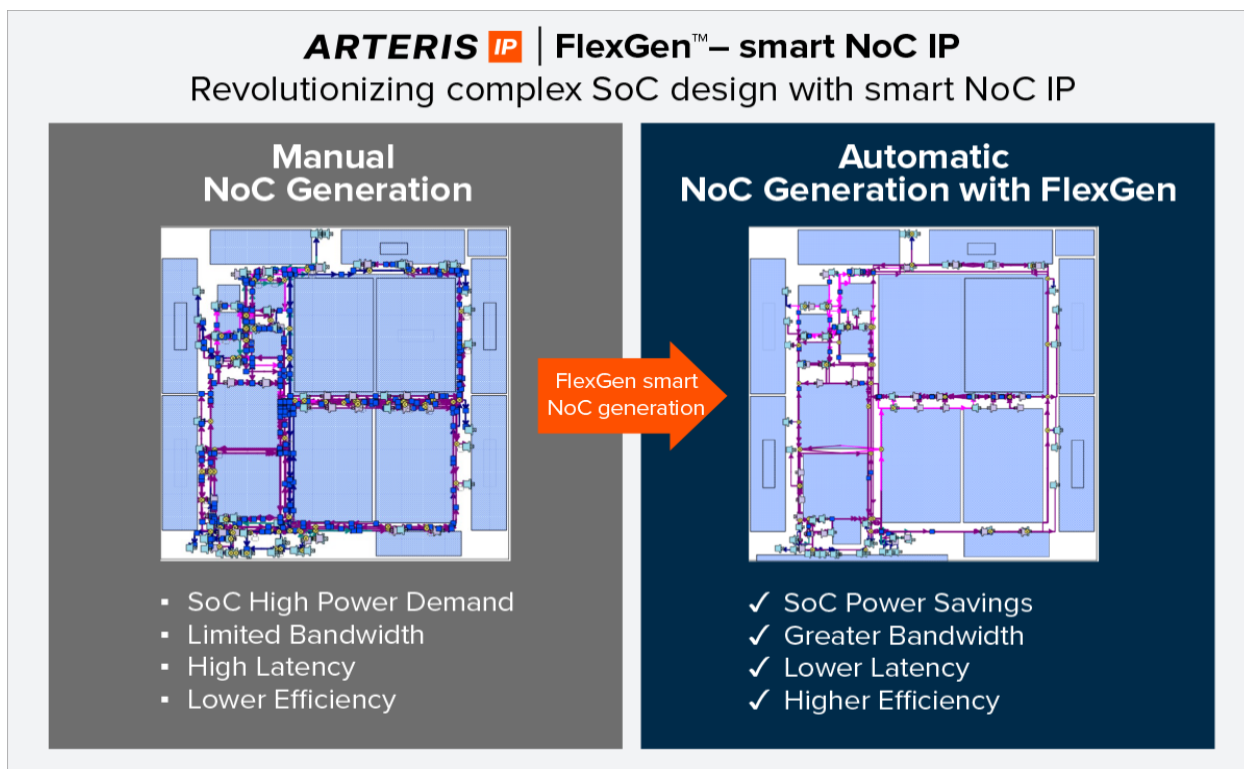 ARTERIS IP | FlexGen™– smart NoC IP
Revolutionizing complex SoC design with smart NoC IP
Manual
NoC Generation
▪ SoC High Power Demand
▪ Limited Bandwidth
▪ High Latency
▪ Lower Efficiency
FlexGen smart
NoC generation
Automatic
NoC Generation with FlexGen
✓ SoC Power Savings
✓ Greater Bandwidth
✓ Lower Latency
✓ Higher Efficiency